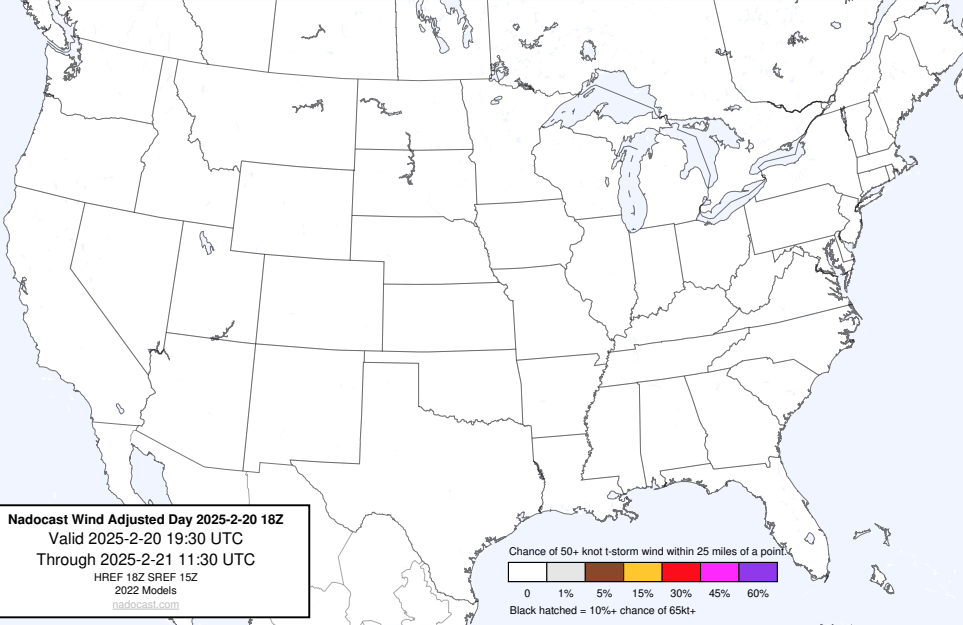 Nadocast Wind Adjusted Day 2025-2-20 18Z
Valid 2025-2-20 19:30 UTC
Through 2025-2-21 11:30 UTC
HREF 18Z SREF 15Z
2022 Models
nadocast.com
Chance of 50+ knot t-storm wind within 25 miles of a point.
0 1% 5% 15% 30% 45% 60%
Black hatched = 10%+ chance of 65kt+